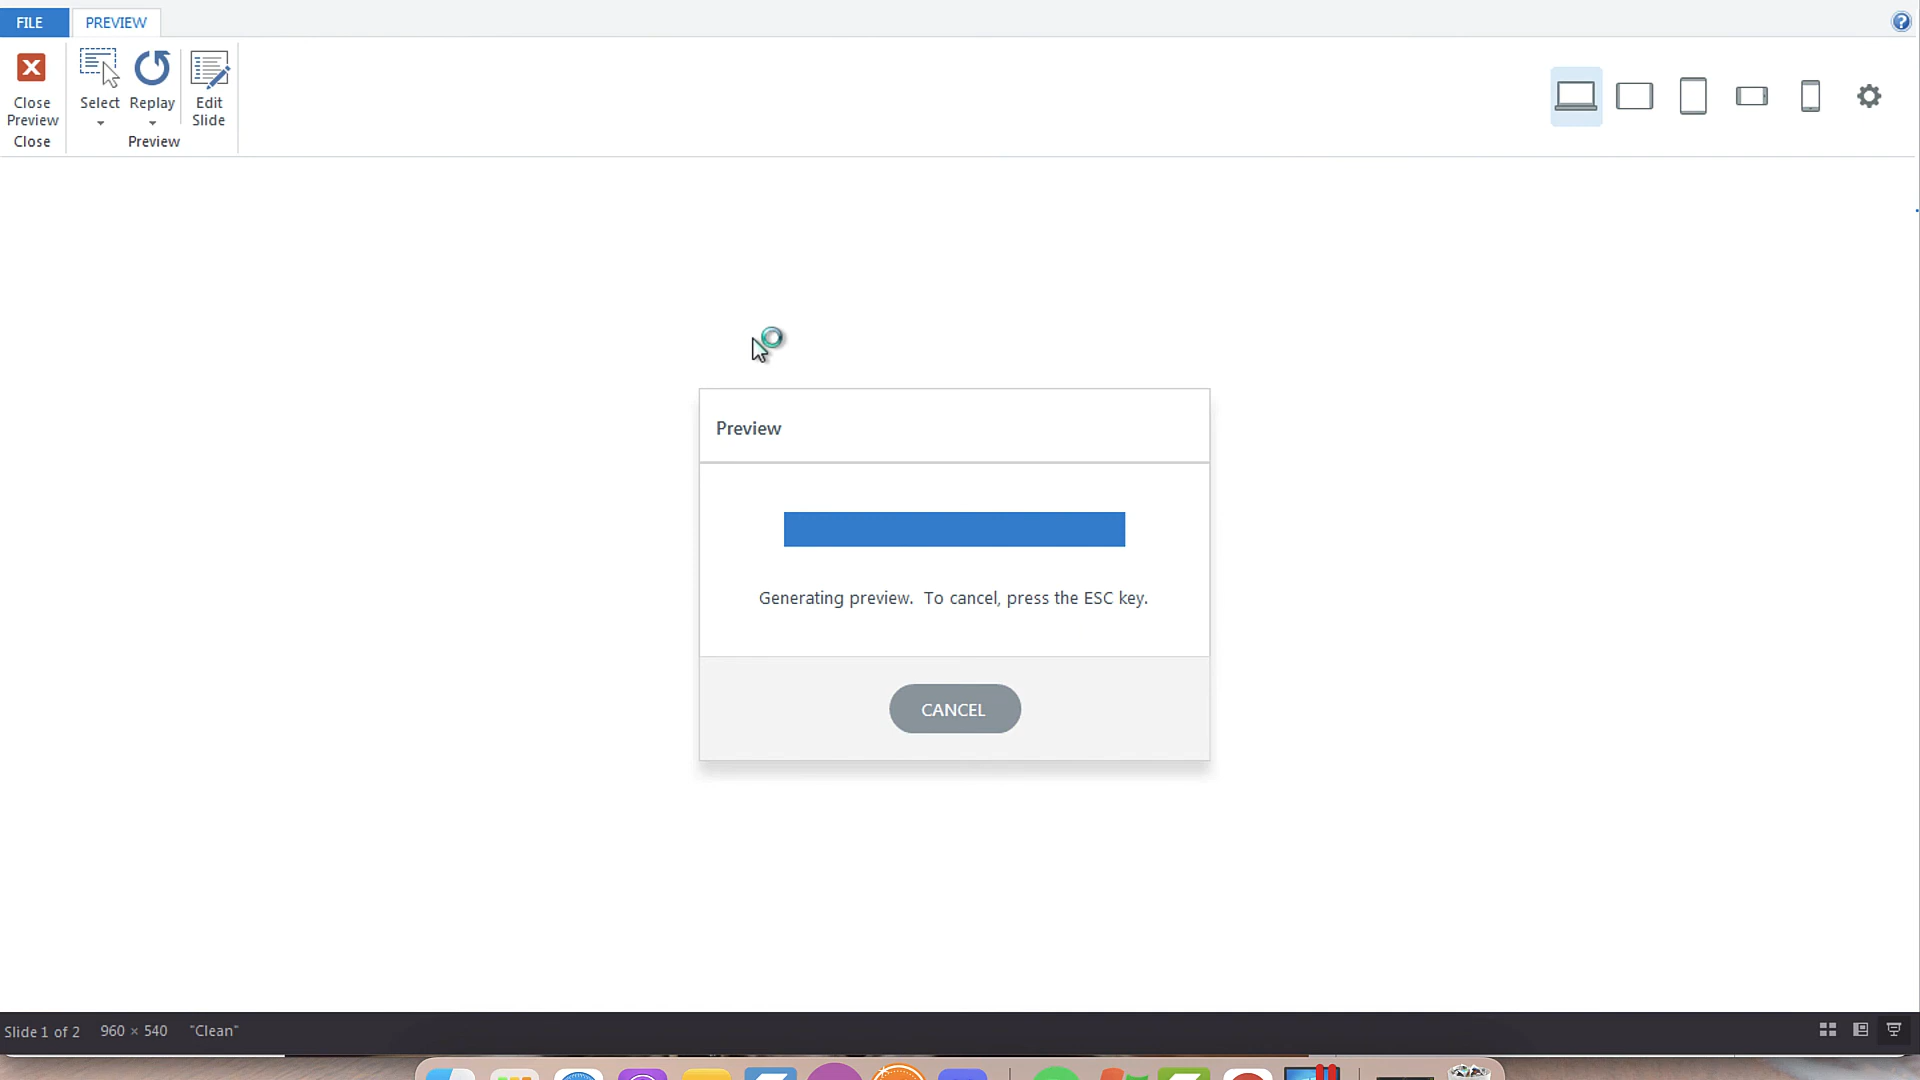 FILE
PREVIEW
Close
Preview
Select
Replay
Edit
Slide
Close
Preview
Preview
Generating preview. To cancel, press the ESC key.
CANCEL
Slide 1 of 2
960 × 540
"Clean"